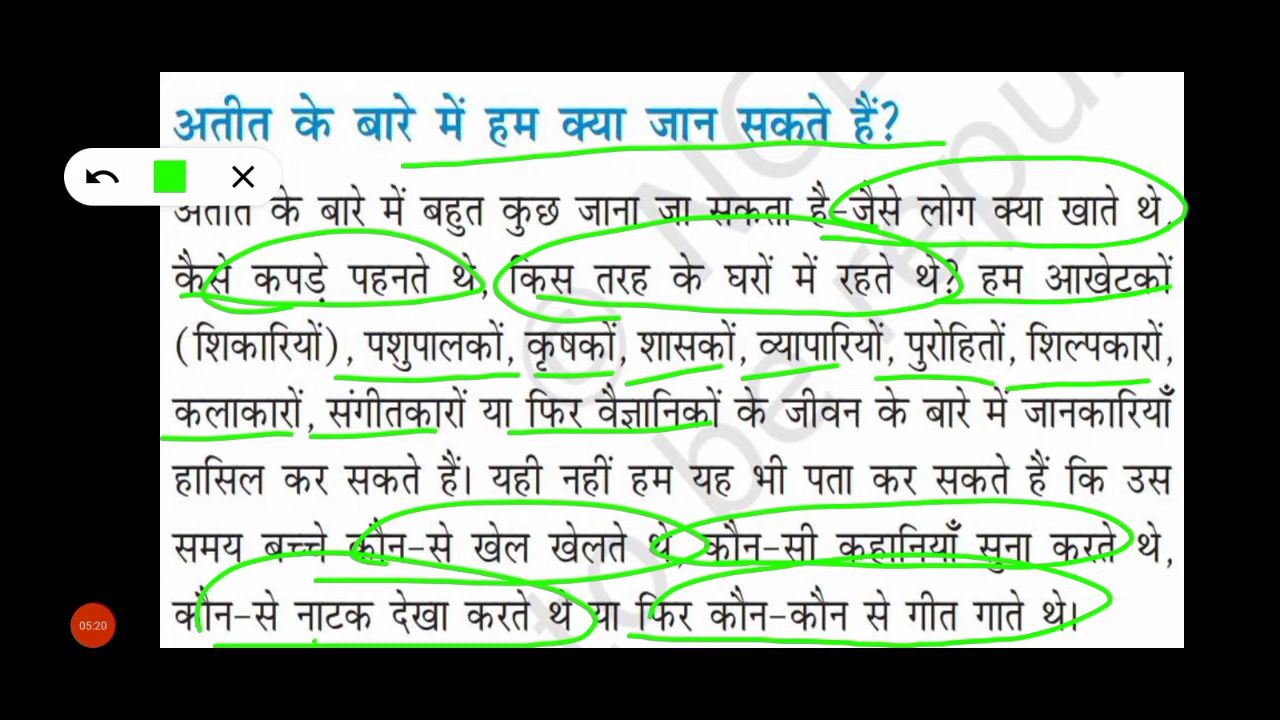 अतीत के बारे में हम क्या जान सकते हैं?
अतीत के बारे में बहुत कुछ जाना जा सकता है-जैसे लोग क्या खाते थे,
कैसे कपड़े पहनते थे, किस तरह के घरों में रहते थे? हम आखेटकों
(शिकारियों), पशुपालकों, कृषकों, शासकों, व्यापारियों, पुरोहितों, शिल्पकारों,
कलाकारों, संगीतकारों या फिर वैज्ञानिकों के जीवन के बारे में जानकारियाँ
हासिल कर सकते हैं। यही नहीं हम यह भी पता कर सकते हैं कि उस
समय बच्चे कौन-से खेल खेलते थे, कौन-सी कहानियाँ सुना करते थे,
कौन-से नाटक देखा करते थे या फिर कौन-कौन से गीत गाते थे।
05:20